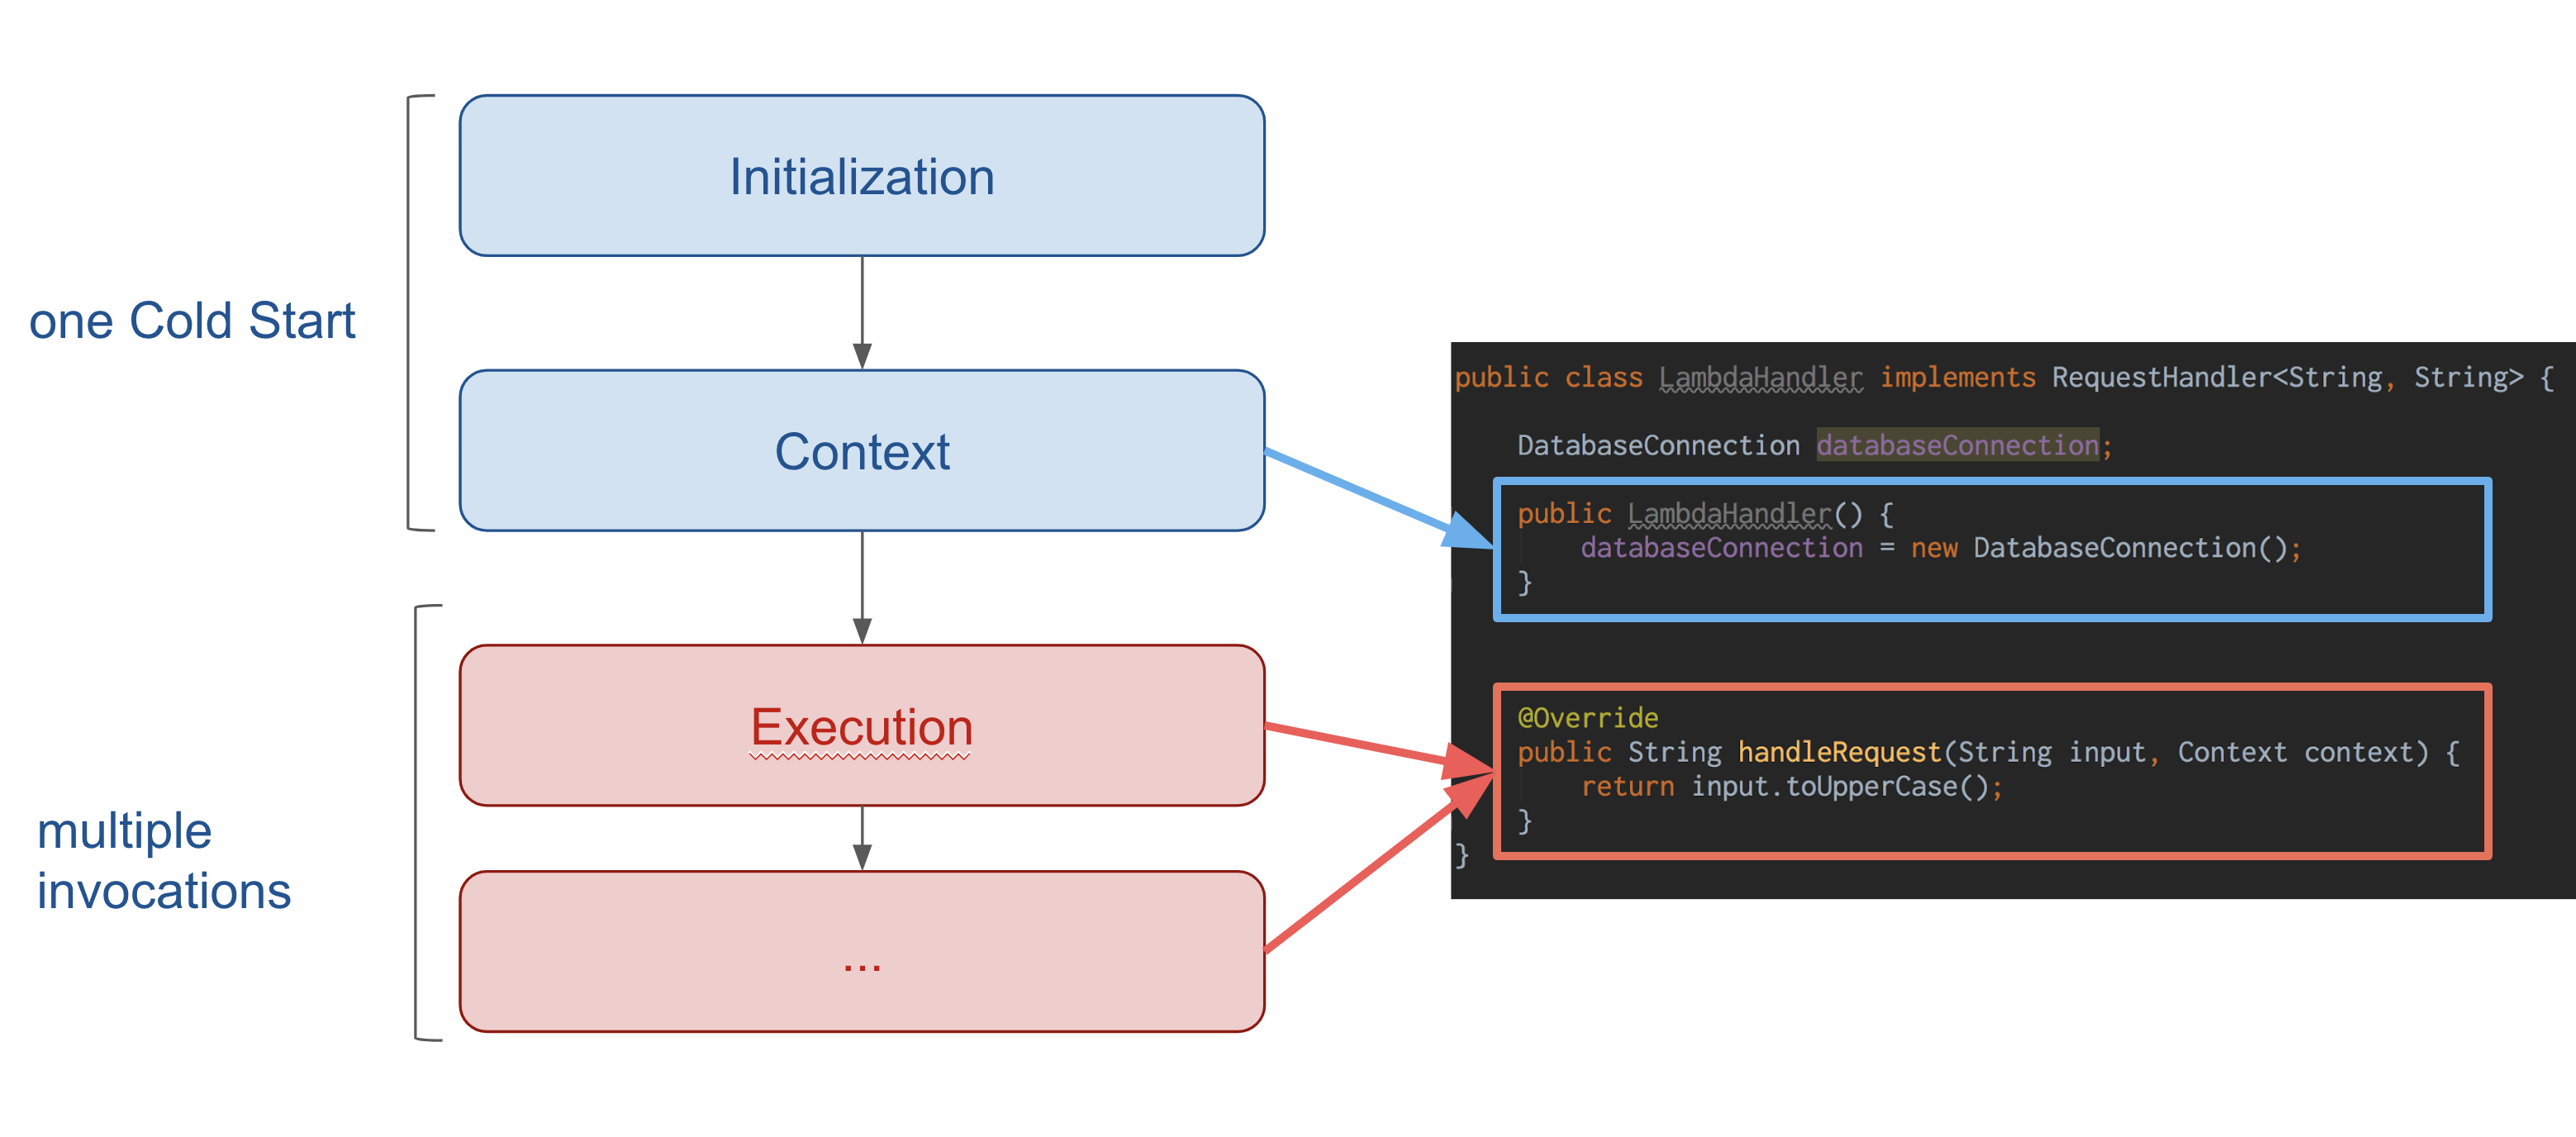 one Cold Start
Initialization
Context
multiple
invocations
Execution
...
public class LambdaHandler implements RequestHandler<String, String> {
DatabaseConnection databaseConnection;
public LambdaHandler() {
databaseConnection = new DatabaseConnection();
}
@Override
public String handleRequest(String input, Context context) {
return input.toUpperCase();
}
}